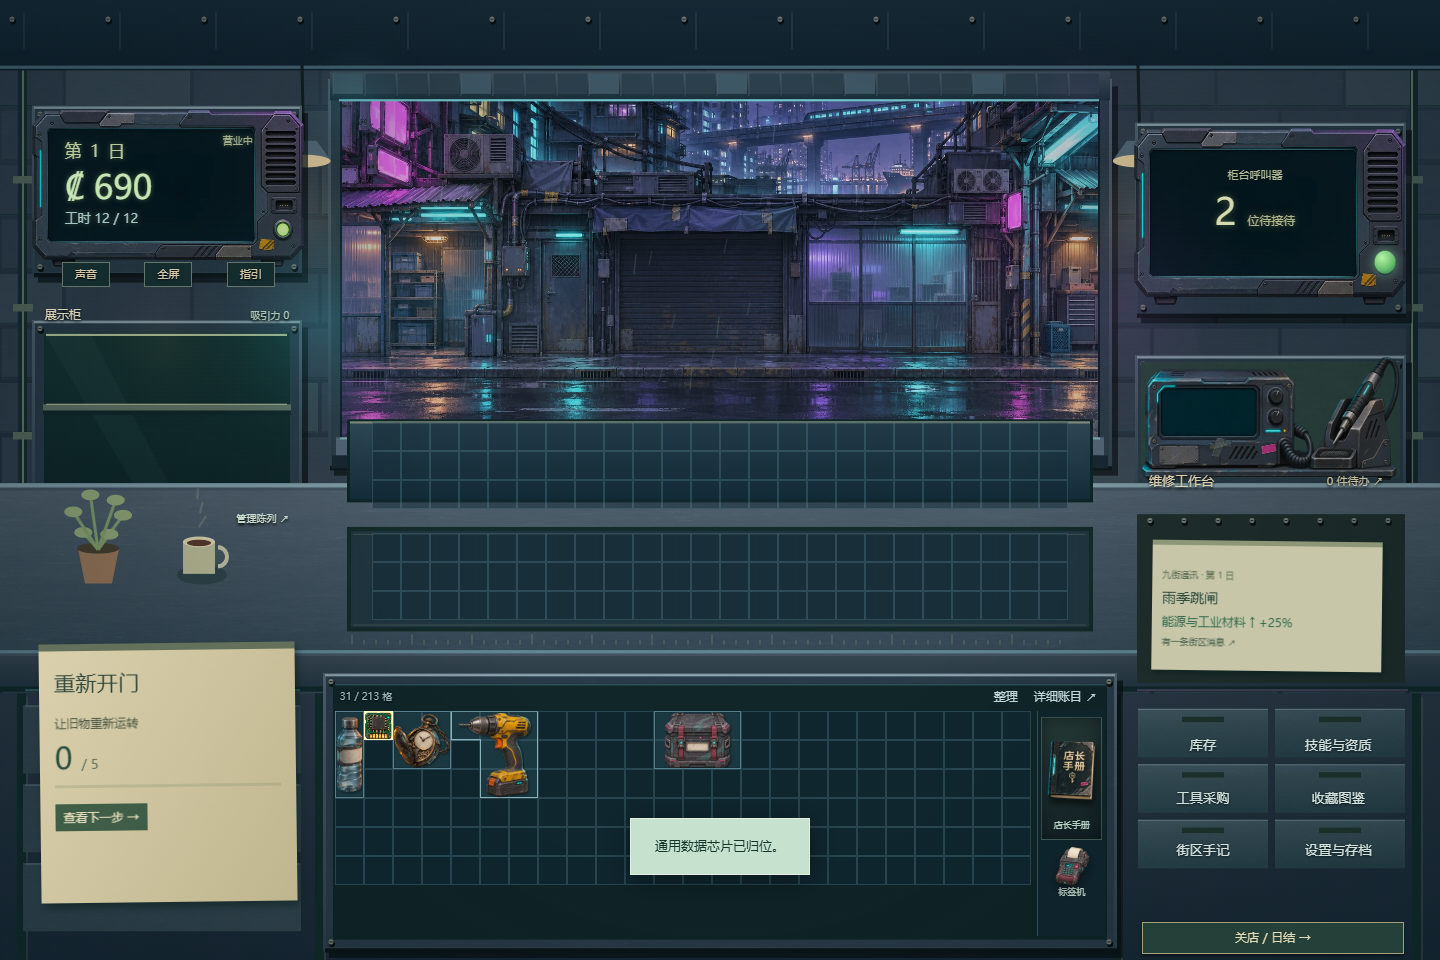 营业中
第 1 日
₡ 690
工时 12 / 12
声音
全屏
指引
柜台呼叫器
2 位待接待
展示柜
吸引力 0
管理陈列 ↗
维修工作台
0 件待办 ↗
九街通讯 · 第 1 日
雨季跳闸
能源与工业材料 ↑ +25%
有一条街区消息 ↗
重新开门
让旧物重新运转
0 / 5
查看下一步 →
31 / 213 格
整理
详细账目 ↗
店长
手册
店长手册
标签机
通用数据芯片已归位。
库存
技能与资质
工具采购
收藏图鉴
街区手记
设置与存档
关店 / 日结 →